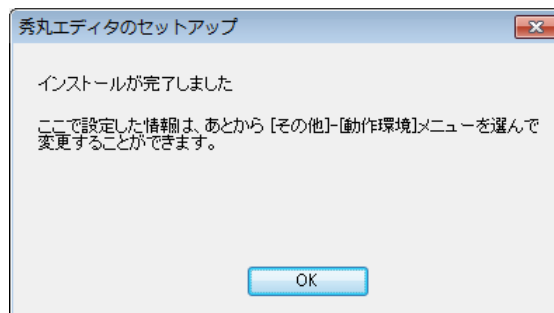 秀丸エディタのセットアップ
インストールが完了しました
ここで設定した情報は、あとから [その他]-[動作環境]メニューを選んで
変更することができます。
OK